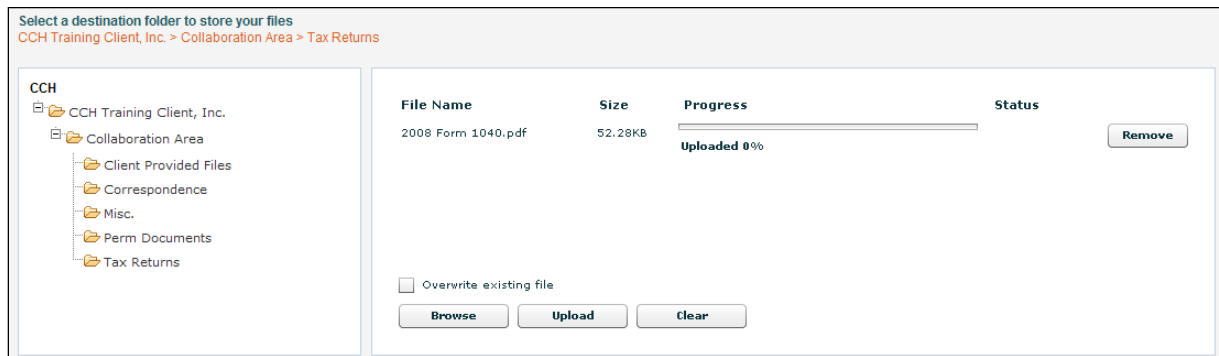 Select a destination folder to store your files
CCH Training Client, Inc. > Collaboration Area > Tax Returns
CCH
CCH Training Client, Inc.
Collaboration Area
Client Provided Files
Correspondence
Misc.
Perm Documents
Tax Returns
File Name Size Progress Status
2008 Form 1040.pdf 52.28KB Remove
Uploaded 0%
Overwrite existing file
Browse Upload Clear